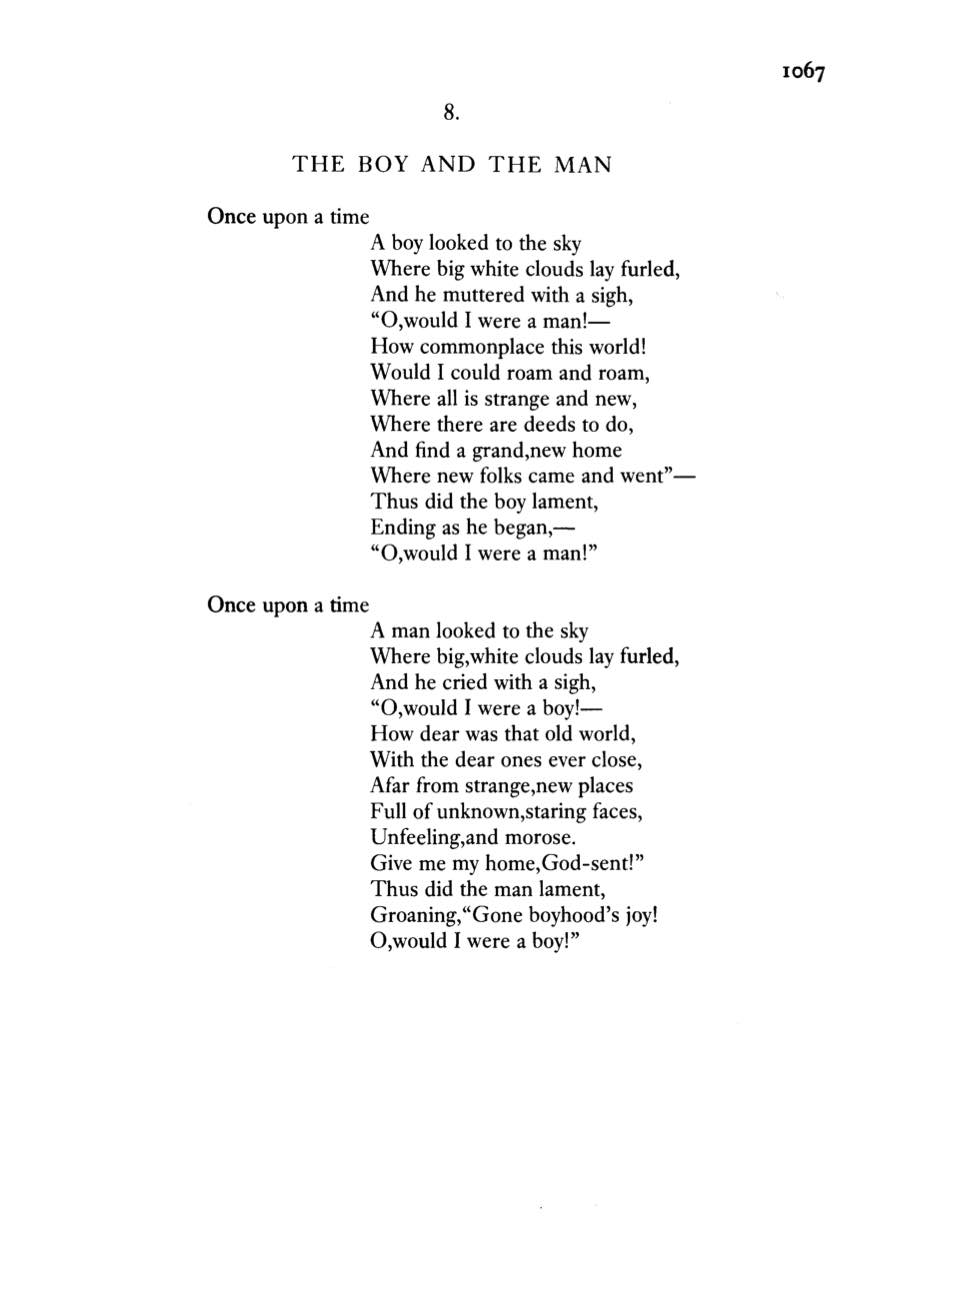 1067
8.
THE BOY AND THE MAN
Once upon a time
A boy looked to the sky
Where big white clouds lay furled,
And he muttered with a sigh,
“O,would I were a man!—
How commonplace this world!
Would I could roam and roam,
Where all is strange and new,
Where there are deeds to do,
And find a grand,new home
Where new folks came and went”—
Thus did the boy lament,
Ending as he began,—
“O,would I were a man!”
Once upon a time
A man looked to the sky
Where big,white clouds lay furled,
And he cried with a sigh,
“O,would I were a boy!—
How dear was that old world,
With the dear ones ever close,
Afar from strange,new places
Full of unknown,staring faces,
Unfeeling,and morose.
Give me my home,God-sent!”
Thus did the man lament,
Groaning,“Gone boyhood’s joy!
O,would I were a boy!”